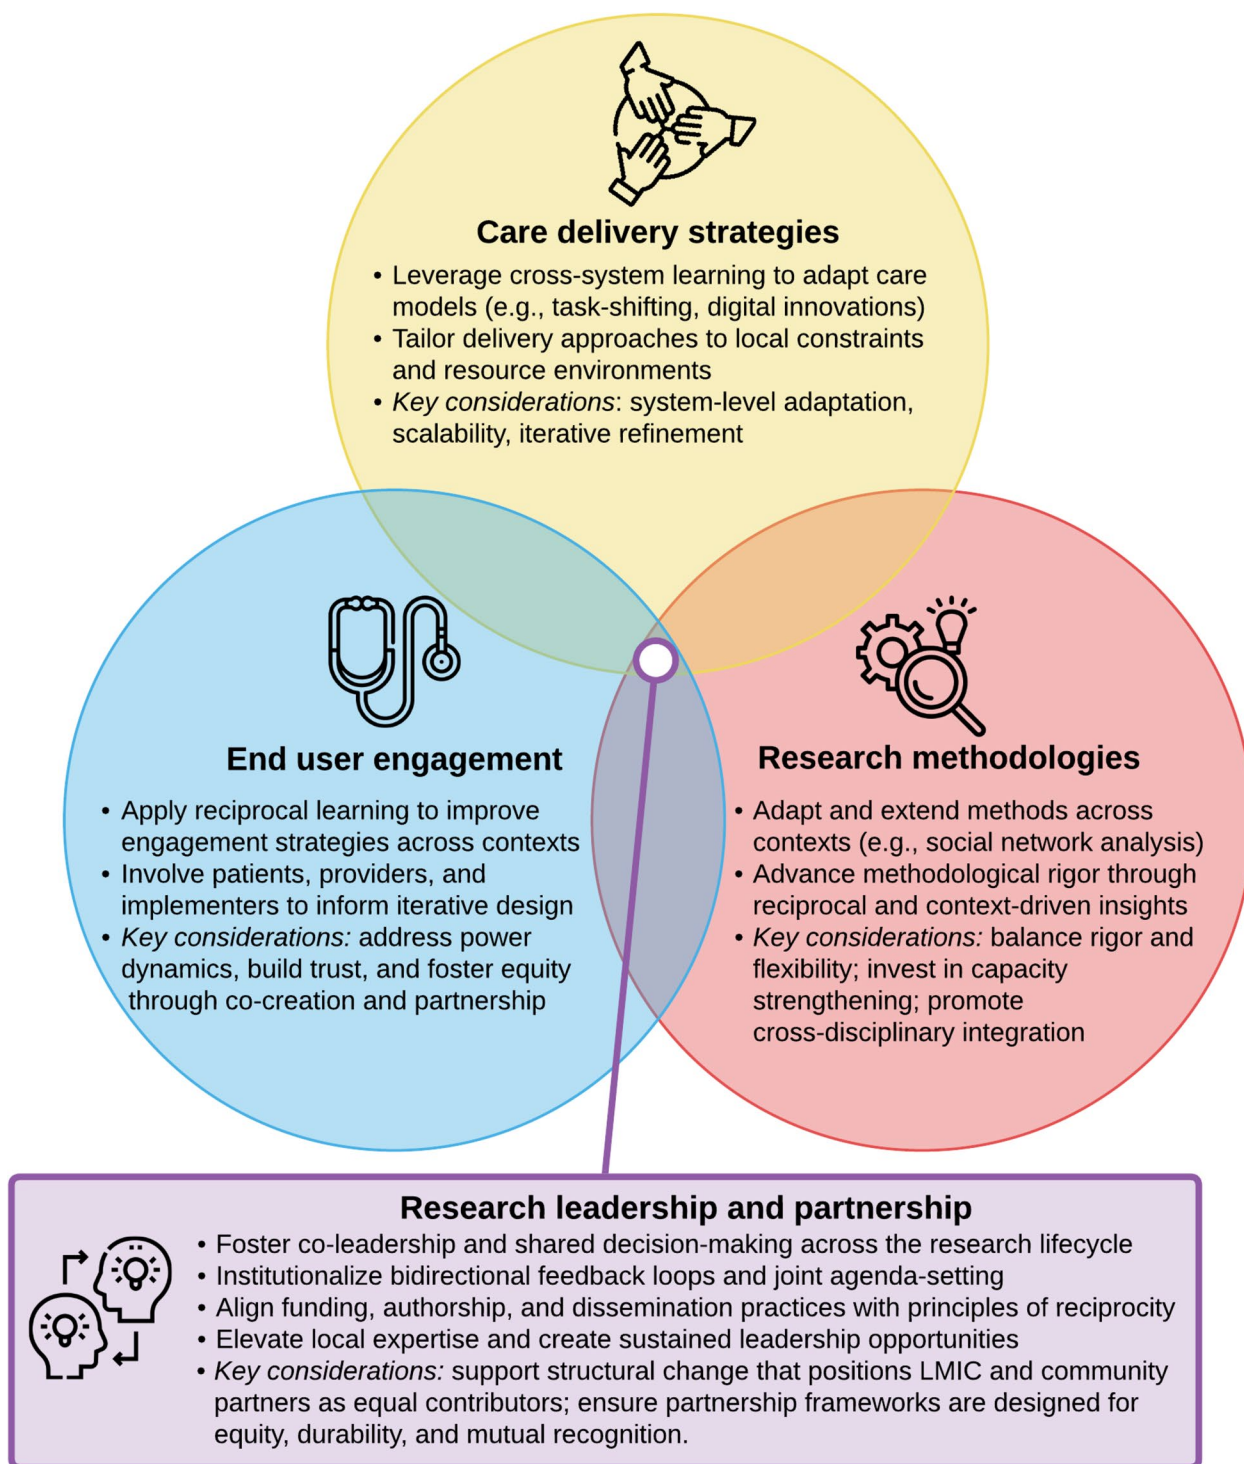 Care delivery strategies
• Leverage cross-system learning to adapt care
models (e.g., task-shifting, digital innovations)
• Tailor delivery approaches to local constraints
and resource environments
• Key considerations: system-level adaptation,
scalability, iterative refinement
End user engagement
• Apply reciprocal learning to improve
engagement strategies across contexts
• Involve patients, providers, and
implementers to inform iterative design
• Key considerations: address power
dynamics, build trust, and foster equity
through co-creation and partnership
Research methodologies
• Adapt and extend methods across
contexts (e.g., social network analysis)
• Advance methodological rigor through
reciprocal and context-driven insights
• Key considerations: balance rigor and
flexibility; invest in capacity
strengthening; promote
cross-disciplinary integration
Research leadership and partnership
• Foster co-leadership and shared decision-making across the research lifecycle
• Institutionalize bidirectional feedback loops and joint agenda-setting
• Align funding, authorship, and dissemination practices with principles of reciprocity
• Elevate local expertise and create sustained leadership opportunities
• Key considerations: support structural change that positions LMIC and community
partners as equal contributors; ensure partnership frameworks are designed for
equity, durability, and mutual recognition.